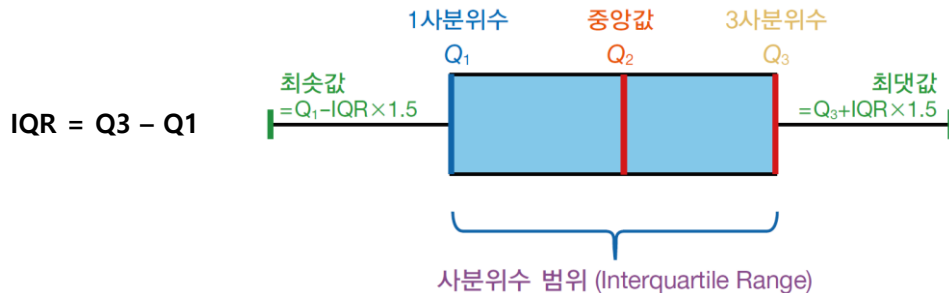 1사분위수 중앙값 3사분위수
Q₁ Q₂ Q₃
최솟값 최댓값
=Q₁−IQR×1.5 =Q₃+IQR×1.5
IQR = Q3 – Q1
사분위수 범위 (Interquartile Range)